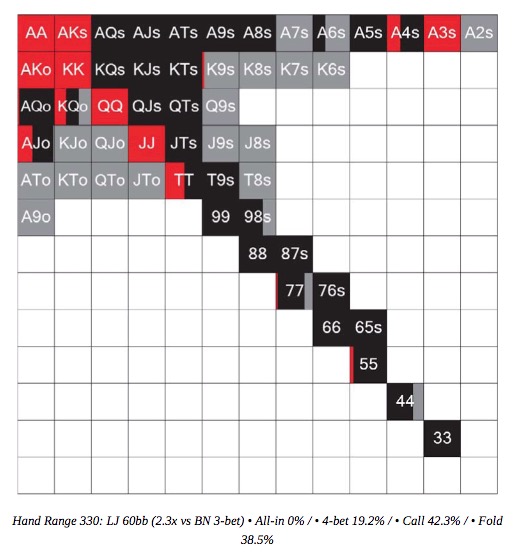 AA AKs AQs AJs ATs A9s A8s A7s A6s A5s A4s A3s A2s
AKo KK KQs KJs KTs K9s K8s K7s K6s
AQo KQo QQ QJs QTs Q9s
AJo KJo QJo JJ JTs J9s J8s
ATo KTo QTo JTo TT T9s T8s
A9o 99 98s
88 87s
77 76s
66 65s
55
44
33
Hand Range 330: LJ 60bb (2.3x vs BN 3-bet) • All-in 0% / • 4-bet 19.2% / • Call 42.3% / • Fold
38.5%